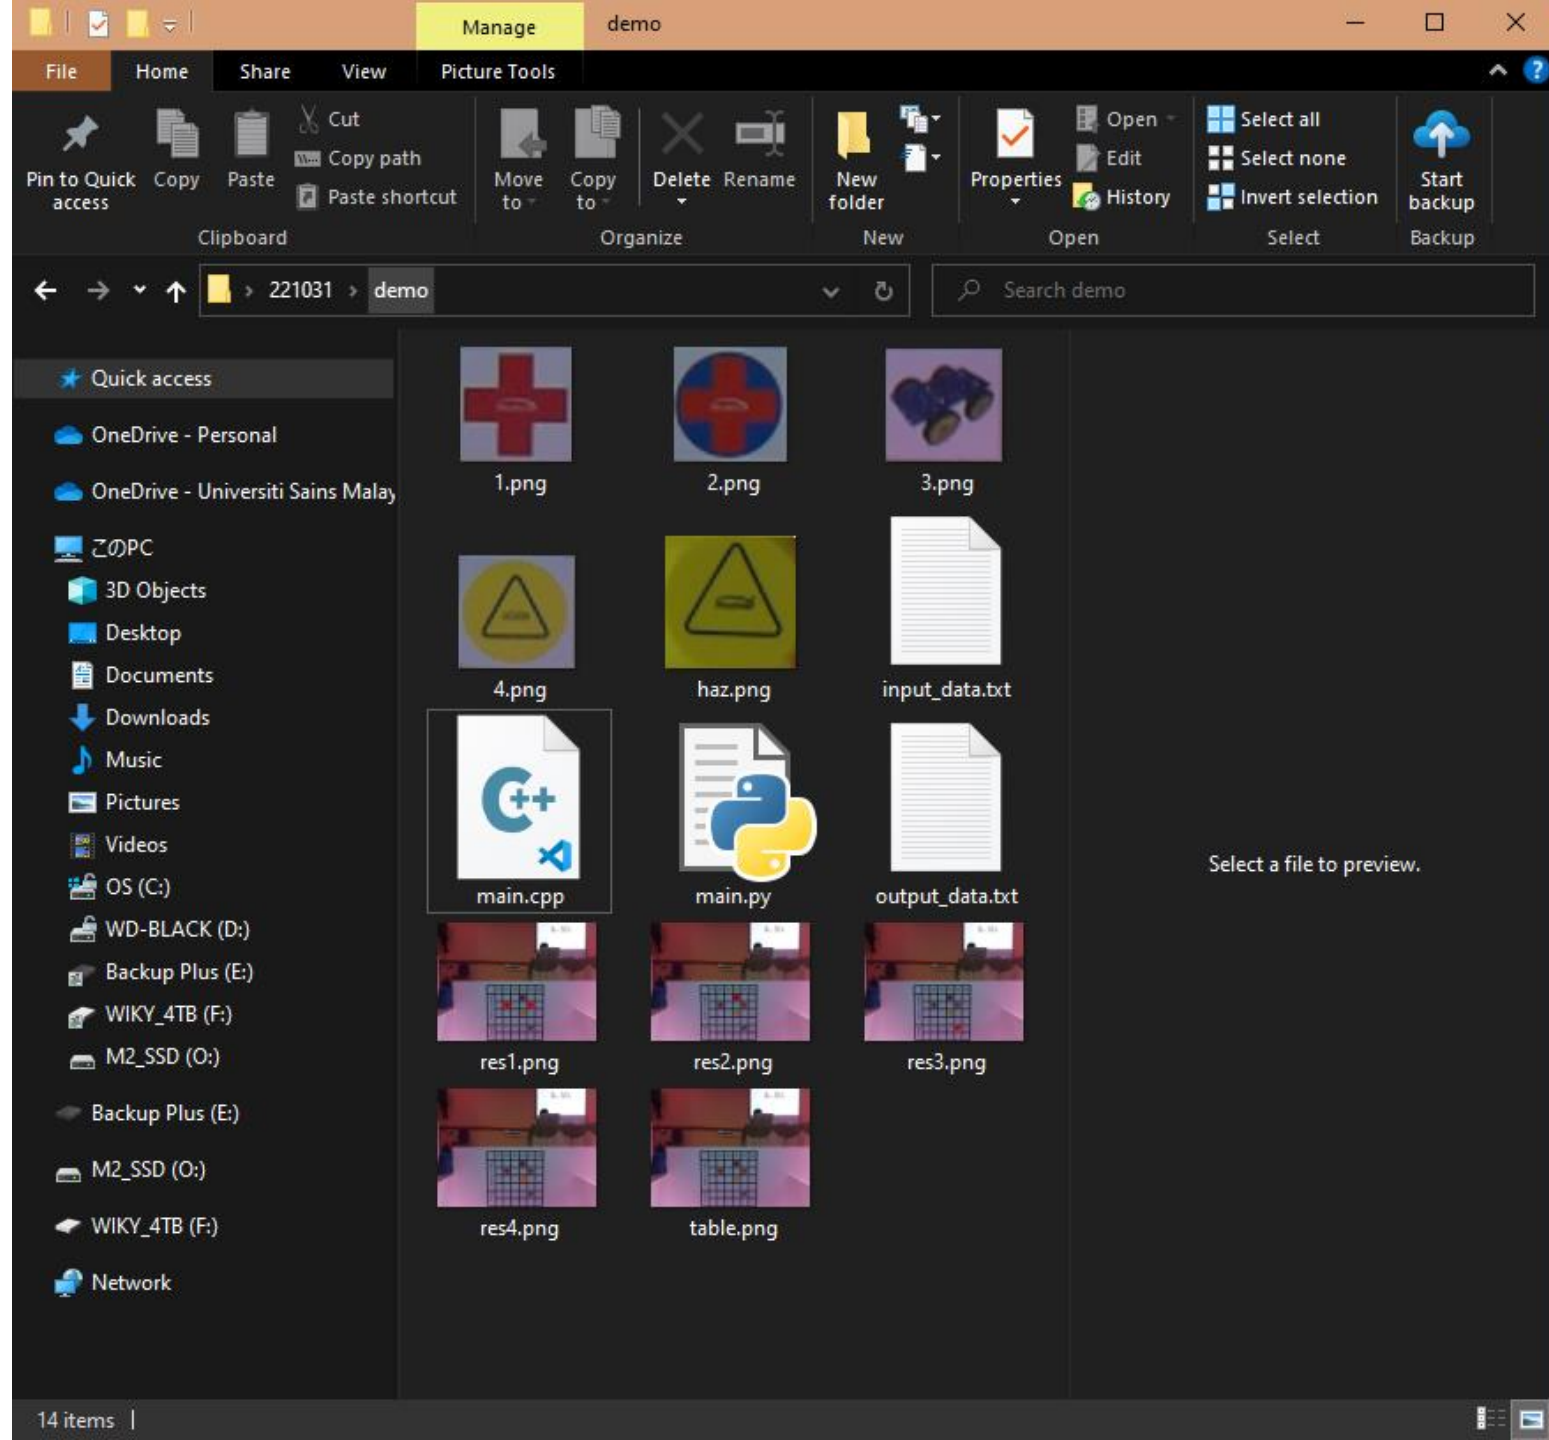 Manage demo
File Home Share View Picture Tools
Pin to Quick access
Copy
Paste
Cut
Copy path
Paste shortcut
Clipboard
Move to
Copy to
Delete
Rename
Organize
New folder
New
Properties
Open
Edit
History
Open
Select all
Select none
Invert selection
Select
Start backup
Backup
221031 > demo
Search demo
Quick access
OneDrive - Personal
OneDrive - Universiti Sains Malay
このPC
3D Objects
Desktop
Documents
Downloads
Music
Pictures
Videos
OS (C:)
WD-BLACK (D:)
Backup Plus (E:)
WIKY_4TB (F:)
M2_SSD (O:)
Backup Plus (E:)
M2_SSD (O:)
WIKY_4TB (F:)
Network
1.png 2.png 3.png
4.png haz.png input_data.txt
C++
main.cpp main.py output_data.txt
res1.png res2.png res3.png
res4.png table.png
Select a file to preview.
14 items